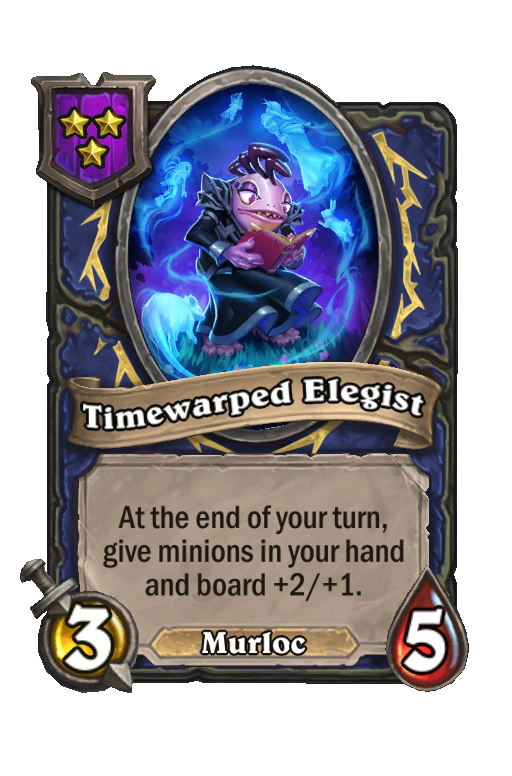 Timewarped Elegist
At the end of your turn,
give minions in your hand
and board +2/+1.
3
Murloc
5